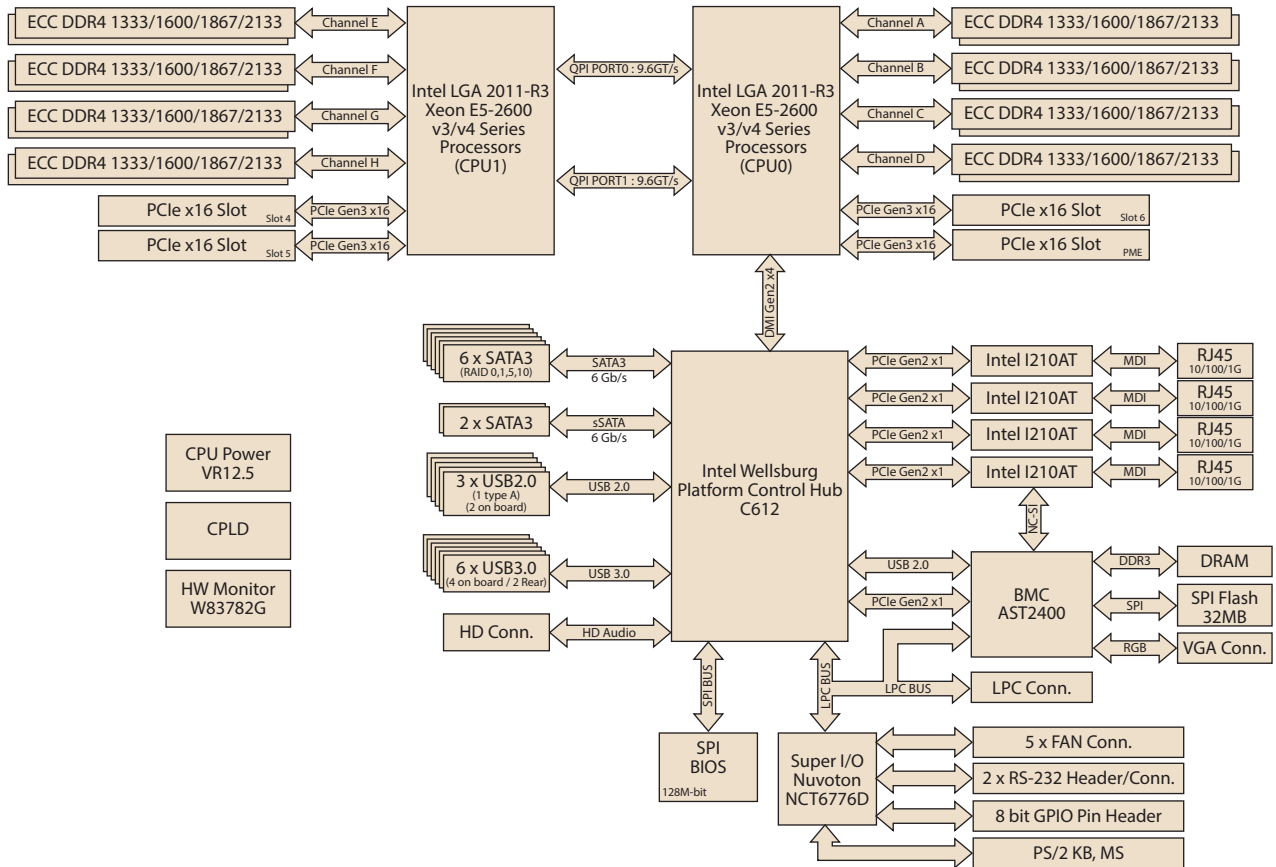 ECC DDR4 1333/1600/1867/2133
Channel E
ECC DDR4 1333/1600/1867/2133
Channel F
ECC DDR4 1333/1600/1867/2133
Channel G
ECC DDR4 1333/1600/1867/2133
Channel H
PCIe x16 Slot
Slot 4
PCIe Gen3 x16
PCIe x16 Slot
Slot 5
PCIe Gen3 x16
Intel LGA 2011-R3
Xeon E5-2600
v3/v4 Series
Processors
(CPU1)
QPI PORT0 : 9.6GT/s
QPI PORT1 : 9.6GT/s
Intel LGA 2011-R3
Xeon E5-2600
v3/v4 Series
Processors
(CPU0)
Channel A
ECC DDR4 1333/1600/1867/2133
Channel B
ECC DDR4 1333/1600/1867/2133
Channel C
ECC DDR4 1333/1600/1867/2133
Channel D
ECC DDR4 1333/1600/1867/2133
PCIe Gen3 x16
PCIe x16 Slot
Slot 6
PCIe Gen3 x16
PCIe x16 Slot
PME
DMI Gen2 x4
6 x SATA3
(RAID 0,1,5,10)
SATA3
6 Gb/s
2 x SATA3
sSATA
6 Gb/s
3 x USB2.0
(1 type A)
(2 on board)
USB 2.0
6 x USB3.0
(4 on board / 2 Rear)
USB 3.0
HD Conn.
HD Audio
CPU Power
VR12.5
CPLD
HW Monitor
W83782G
Intel Wellsburg
Platform Control Hub
C612
PCIe Gen2 x1
Intel I210AT
MDI
RJ45
10/100/1G
PCIe Gen2 x1
Intel I210AT
MDI
RJ45
10/100/1G
PCIe Gen2 x1
Intel I210AT
MDI
RJ45
10/100/1G
PCIe Gen2 x1
Intel I210AT
MDI
RJ45
10/100/1G
NC-Si
USB 2.0
PCIe Gen2 x1
BMC
AST2400
DDR3
DRAM
SPI
SPI Flash
32MB
RGB
VGA Conn.
SPI BUS
LPC BUS
LPC BUS
LPC Conn.
SPI
BIOS
128M-bit
Super I/O
Nuvoton
NCT6776D
5 x FAN Conn.
2 x RS-232 Header/Conn.
8 bit GPIO Pin Header
PS/2 KB, MS